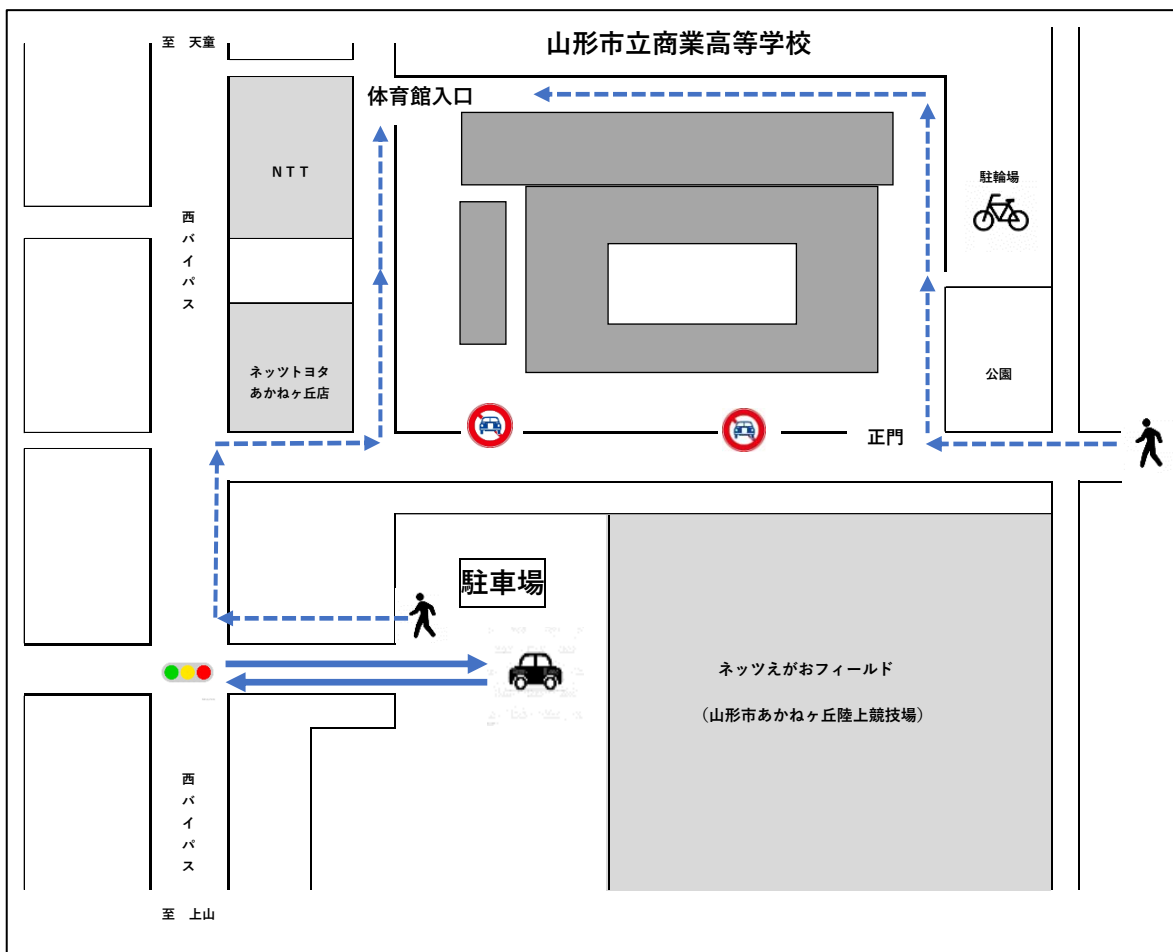 山形市立商業高等学校
至　天童
体育館入口
NTT
駐輪場
西バイパス
ネッツトヨタ
あかねヶ丘店
公園
正門
駐車場
ネッツえがおフィールド
（山形市あかねヶ丘陸上競技場）
西バイパス
至　上山